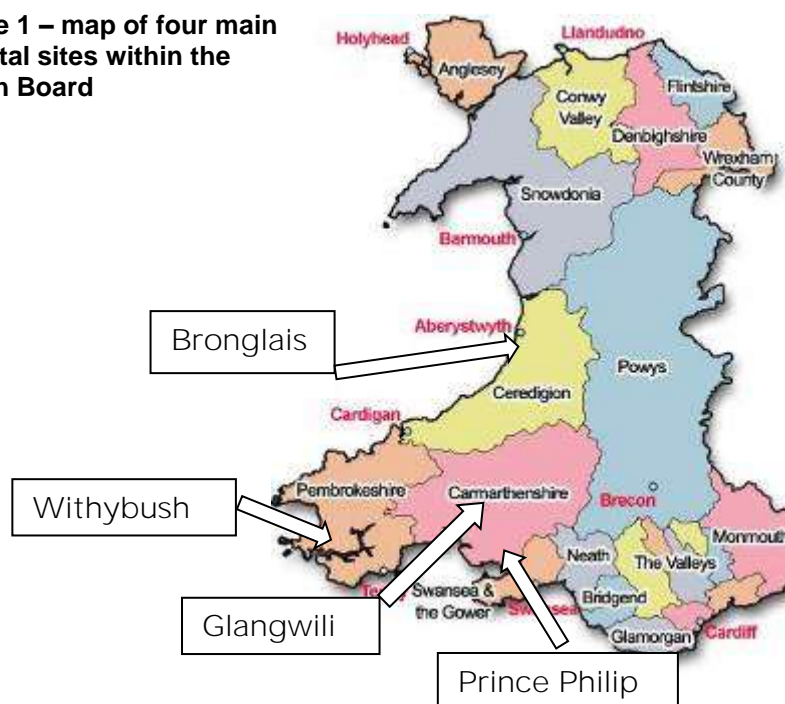 e 1 – map of four main
tal sites within the
n Board
Holyhead
Llandudno
Anglesey
Flintshire
Conwy
Valley
Denbighshire
Wrexham
County
Snowdonia
Barmouth
Bronglais
Aberystwyth
Powys
Ceredigion
Cardigan
Withybush
Pembrokeshire
Carmarthenshire
Brecon
Monmouth
Neath
The Valleys
Swansea &
the Gower
Bridgend
Glangwili
Glamorgan
Cardiff
Prince Philip